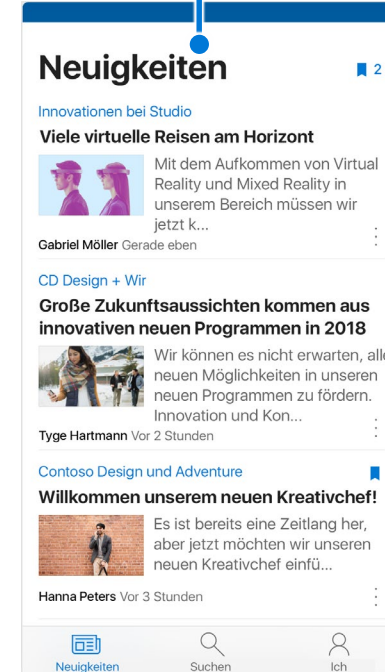 Neuigkeiten
2
Innovationen bei Studio
Viele virtuelle Reisen am Horizont
Mit dem Aufkommen von Virtual
Reality und Mixed Reality in
unserem Bereich müssen wir
jetzt k...
Gabriel Möller Gerade eben
CD Design + Wir
Große Zukunftsaussichten kommen aus
innovativen neuen Programmen in 2018
Wir können es nicht erwarten, alle
neuen Möglichkeiten in unseren
neuen Programmen zu fördern.
Innovation und Kon...
Tyge Hartmann Vor 2 Stunden
Contoso Design und Adventure
Willkommen unserem neuen Kreativchef!
Es ist bereits eine Zeitlang her,
aber jetzt möchten wir unseren
neuen Kreativchef einfü...
Hanna Peters Vor 3 Stunden
Neuigkeiten
Suchen
Ich